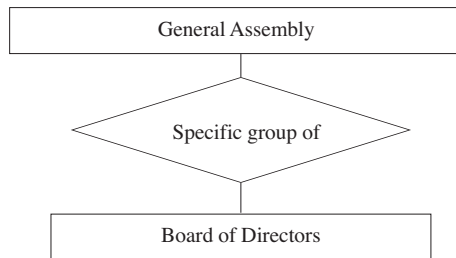 General Assembly
Specific group of
Board of Directors